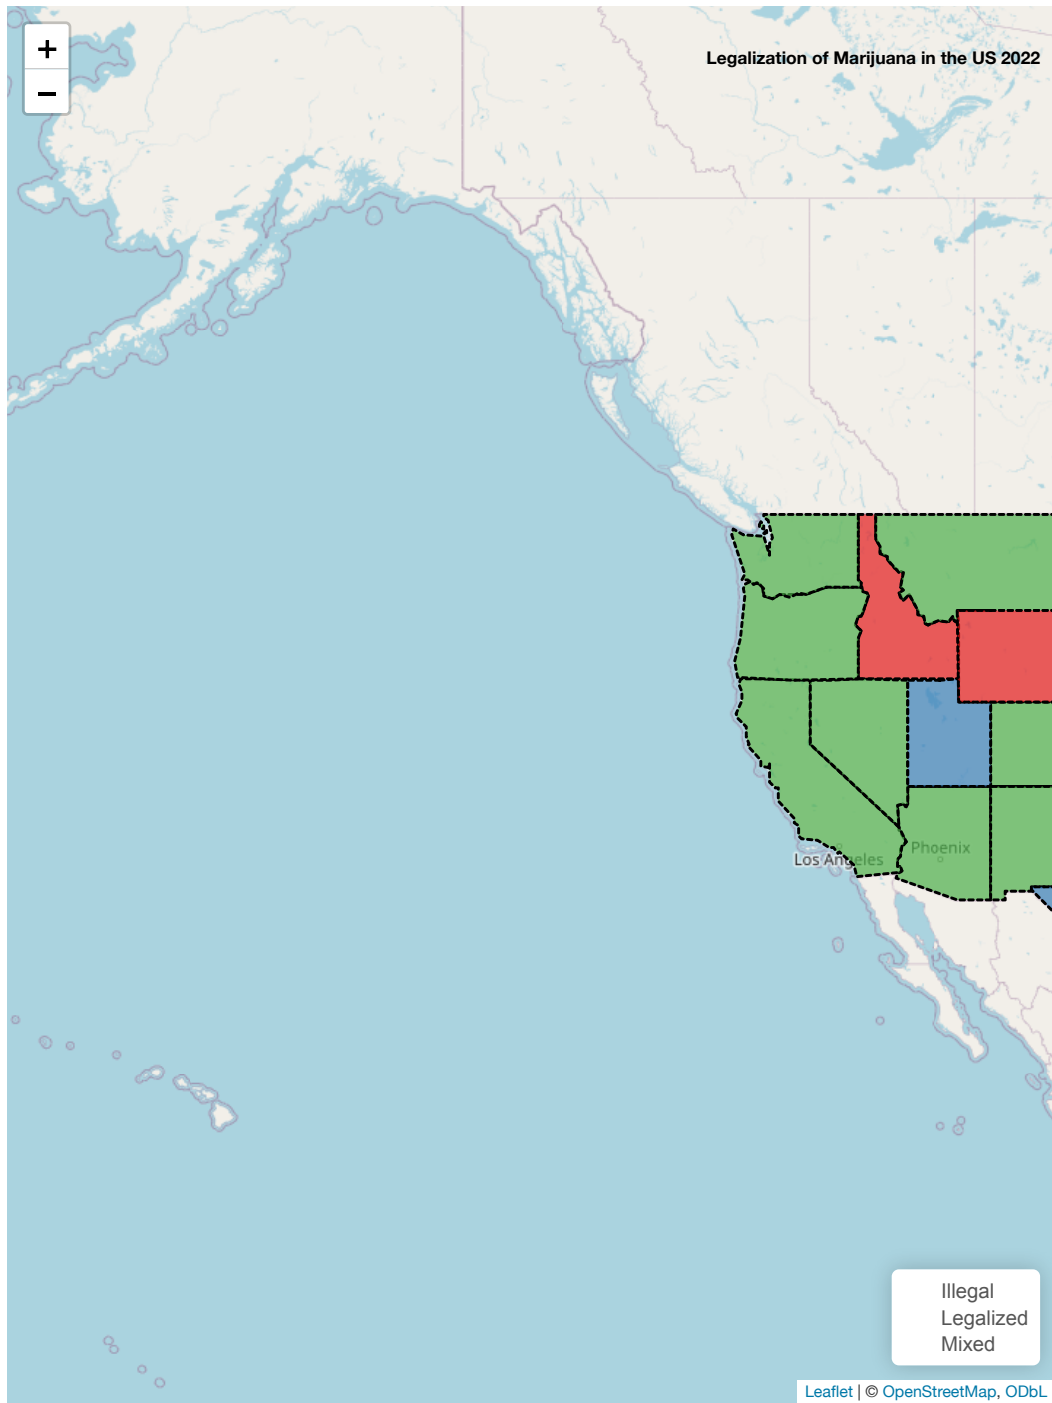 +
−
Legalization of Marijuana in the US 2022
Phoenix
Los Angeles
Illegal
Legalized
Mixed
Leaflet | © OpenStreetMap, ODbL